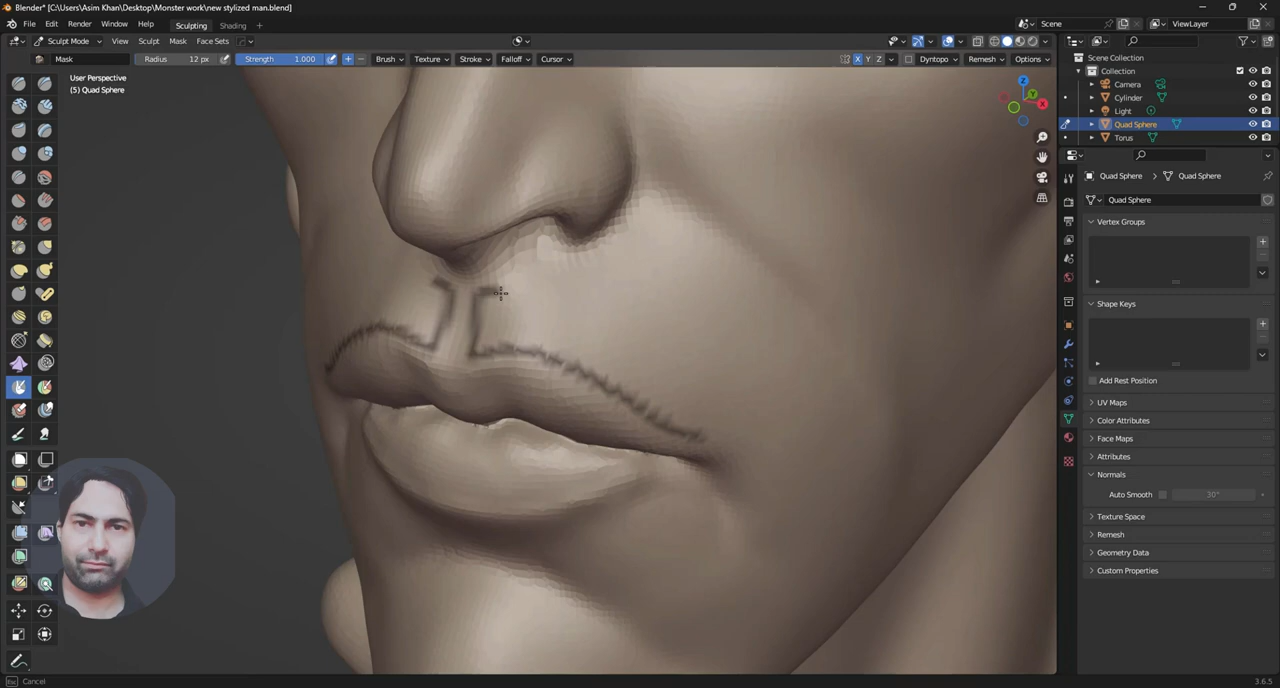 Blender* [C:\Users\Asim Khan\Desktop\Monster work\new stylized man.blend]
File Edit Render Window Help Sculpting Shading + Scene ViewLayer
Sculpt Mode View Sculpt Mask Face Sets
Mask Radius 12 px Strength 1.000 Brush Texture Stroke Falloff Cursor X Y Z Dyntopo Remesh Options
User Perspective
(5) Quad Sphere
Z
Y
X
Scene Collection
Collection
Camera
Cylinder
Light
Quad Sphere
Torus
Quad Sphere > Quad Sphere
Quad Sphere
Vertex Groups
Shape Keys
Add Rest Position
UV Maps
Color Attributes
Face Maps
Attributes
Normals
Auto Smooth 30°
Texture Space
Remesh
Geometry Data
Custom Properties
Esc Cancel 3.6.5